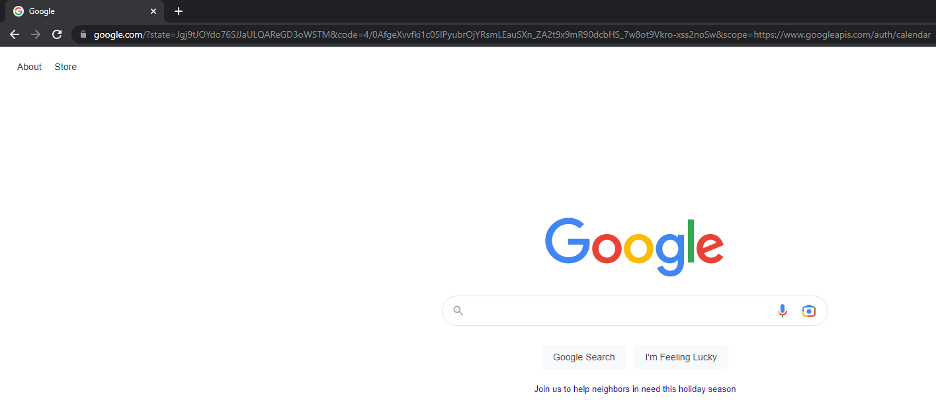 Google
google.com/?state=Jgj9tJOYdo76SJJaULQAReGD3oWSTM&code=4/0AfgeXvvfki1c05lPyubrOjYRsmLEauSXn_ZA2t9x9mR90dcbHS_7w8ot9Vkro-xss2noSw&scope=https://www.googleapis.com/auth/calendar
About Store
Google
Google Search I'm Feeling Lucky
Join us to help neighbors in need this holiday season